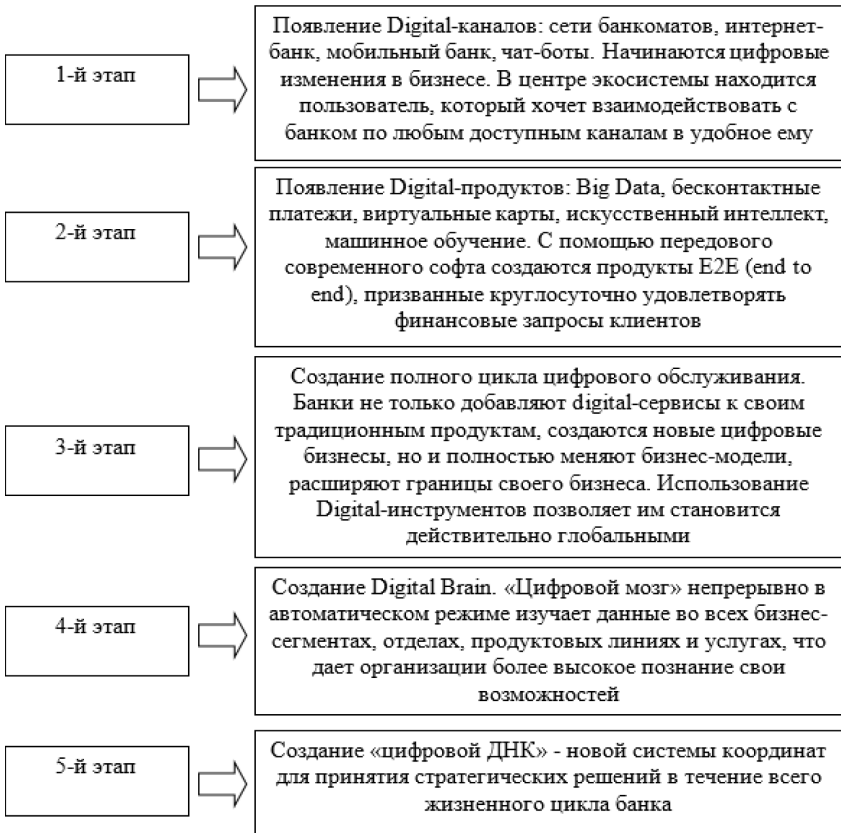 1-й этап
Появление Digital-каналов: сети банкоматов, интернет-
банк, мобильный банк, чат-боты. Начинаются цифровые
изменения в бизнесе. В центре экосистемы находится
пользователь, который хочет взаимодействовать с
банком по любым доступным каналам в удобное ему
2-й этап
Появление Digital-продуктов: Big Data, бесконтактные
платежи, виртуальные карты, искусственный интеллект,
машинное обучение. С помощью передового
современного софта создаются продукты E2E (end to
end), призванные круглосуточно удовлетворять
финансовые запросы клиентов
3-й этап
Создание полного цикла цифрового обслуживания.
Банки не только добавляют digital-сервисы к своим
традиционным продуктам, создаются новые цифровые
бизнесы, но и полностью меняют бизнес-модели,
расширяют границы своего бизнеса. Использование
Digital-инструментов позволяет им становится
действительно глобальными
4-й этап
Создание Digital Brain. «Цифровой мозг» непрерывно в
автоматическом режиме изучает данные во всех бизнес-
сегментах, отделах, продуктовых линиях и услугах, что
дает организации более высокое познание свои
возможностей
5-й этап
Создание «цифровой ДНК» - новой системы координат
для принятия стратегических решений в течение всего
жизненного цикла банка